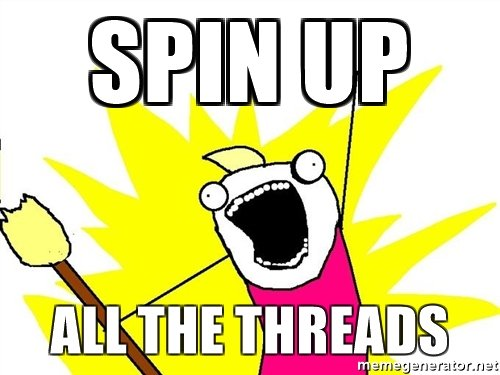 SPIN UP
ALL THE THREADS
memegenerator.net